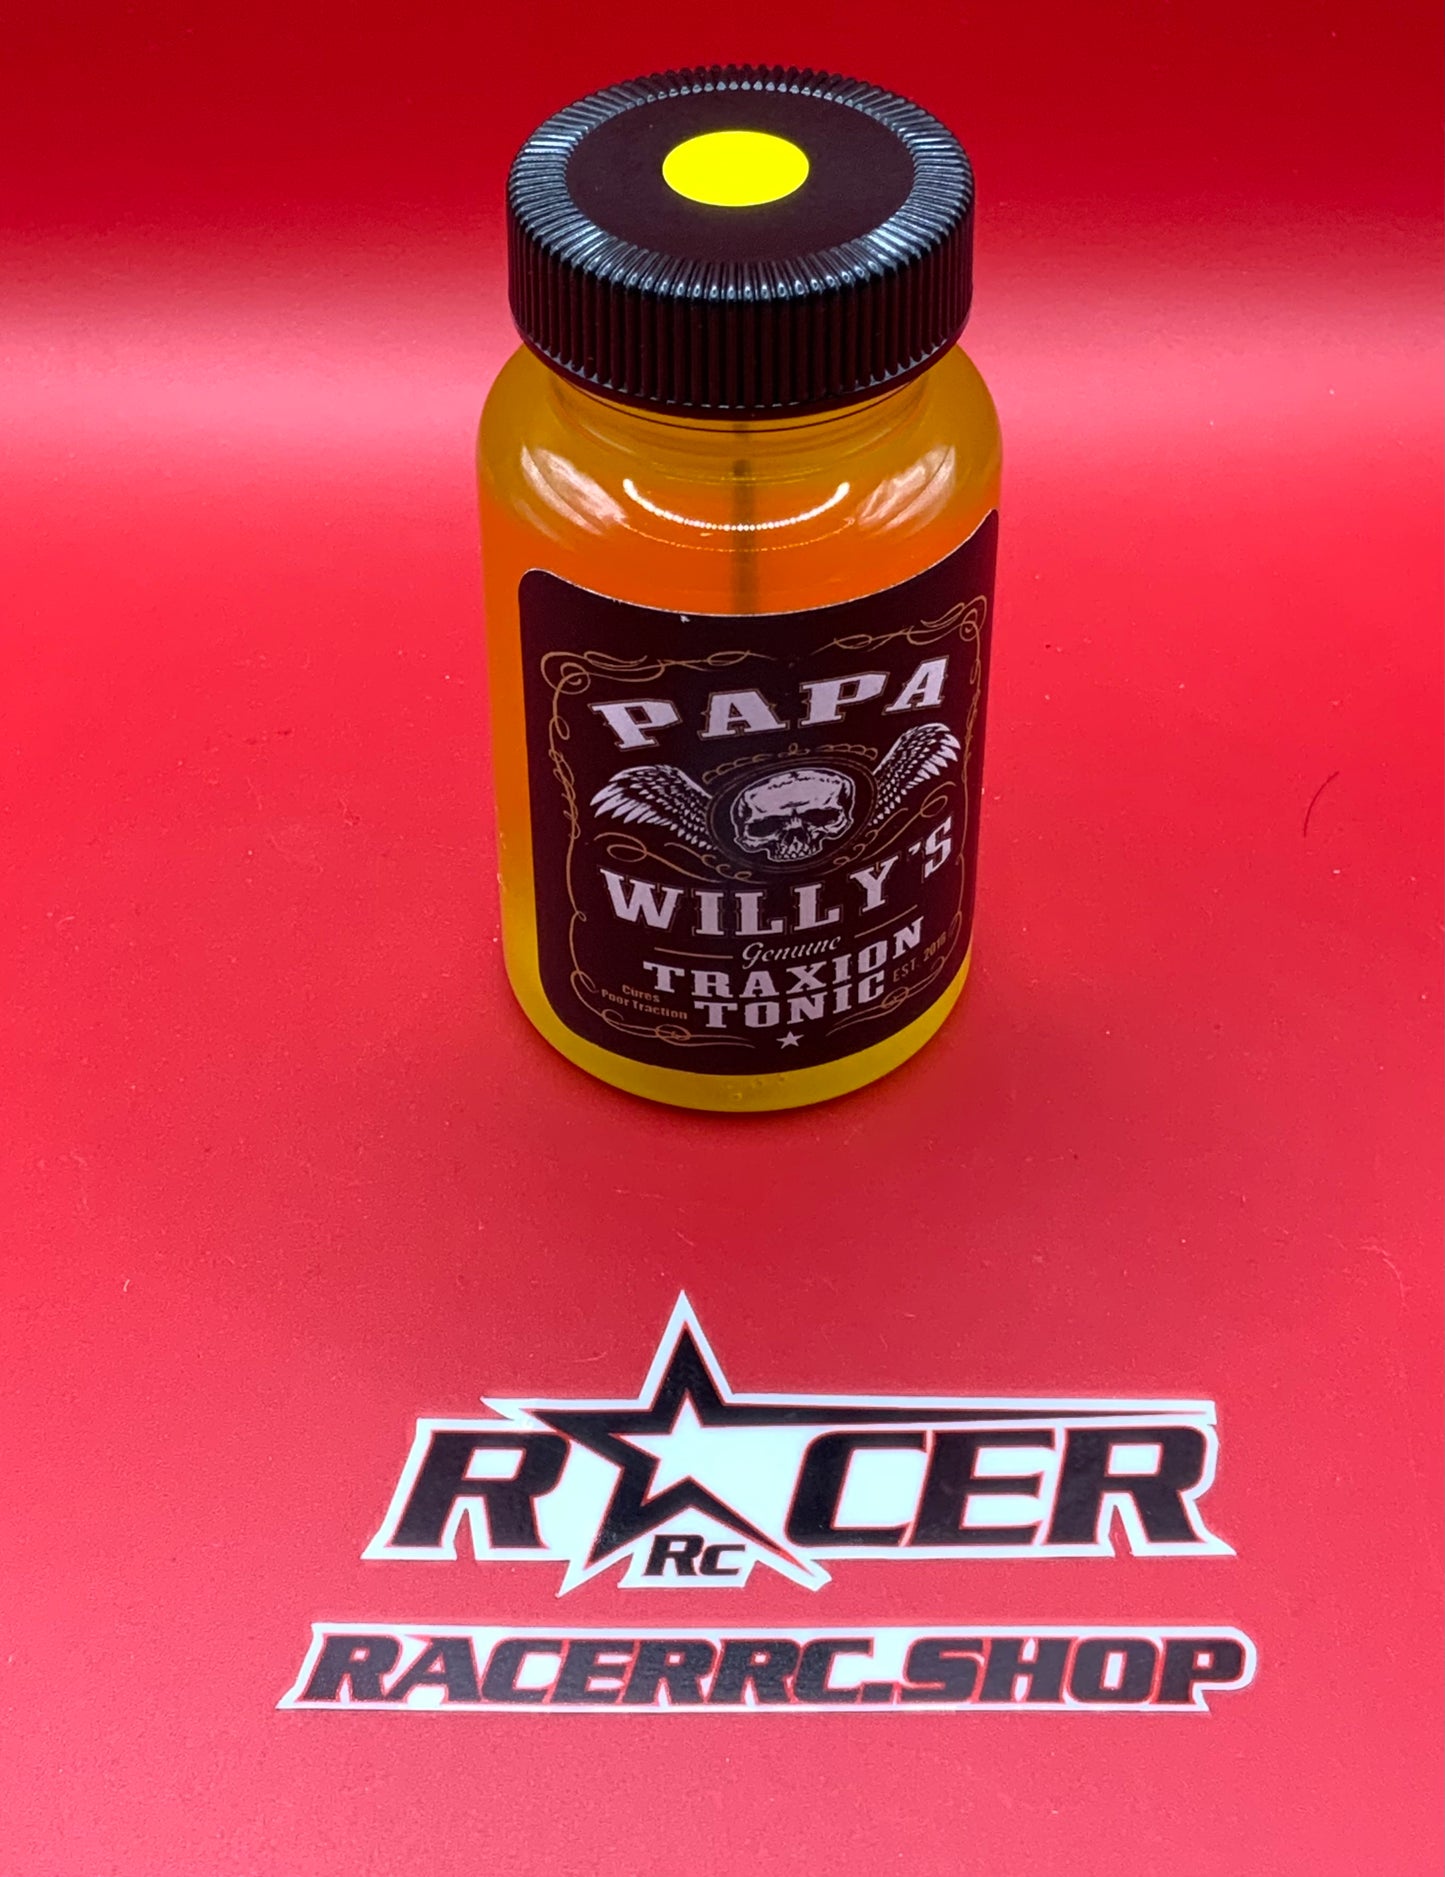 PAPA
WILLY'S
Genuine
TRAXION
TONIC
EST. 2016
Cures
Poor Traction
RACER
RC
RACERRC.SHOP